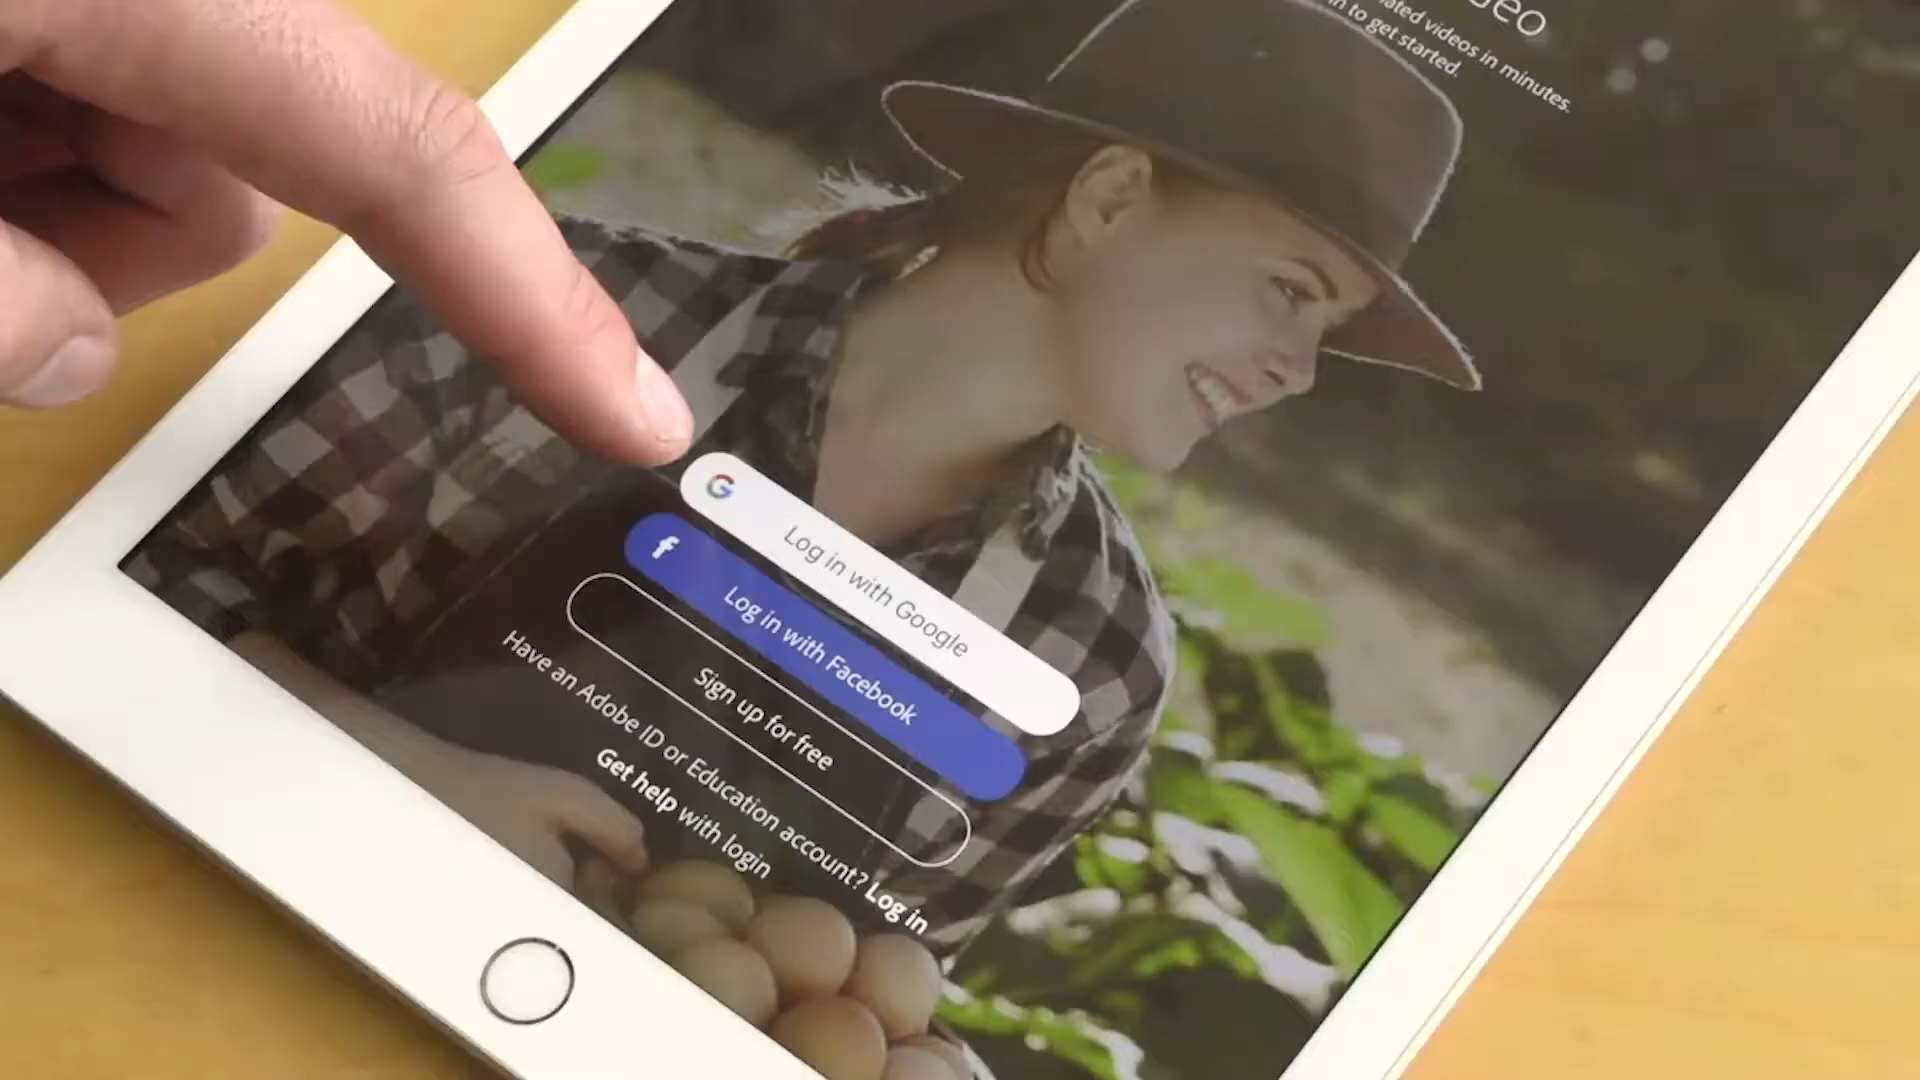 videos in minutes.
to get started.
Log in with Google
f
Log in with Facebook
Sign up for free
Have an Adobe ID or Education account? Log in
Get help with login